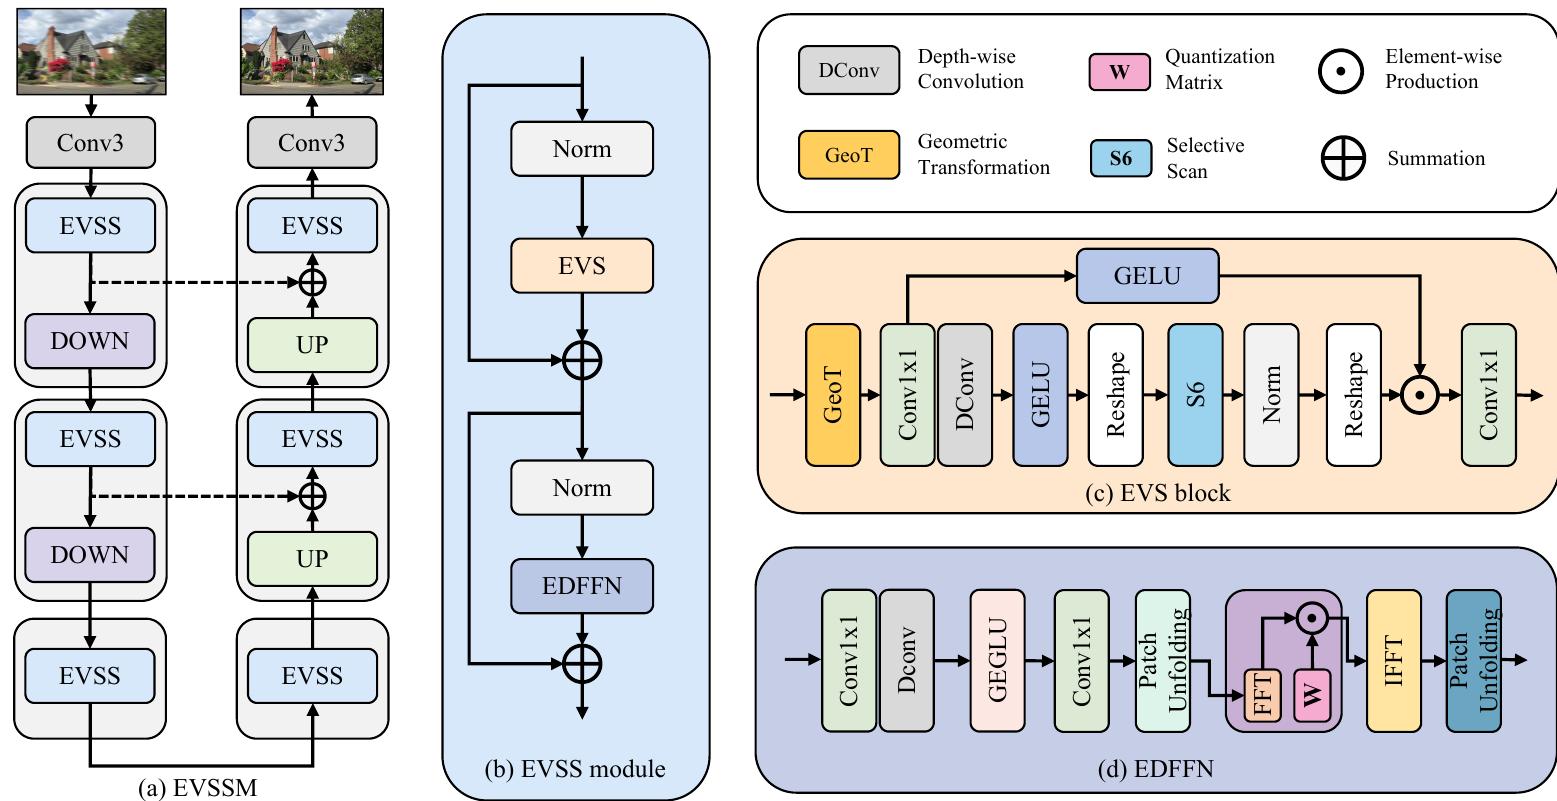 Conv3
EVSS
DOWN
EVSS
DOWN
EVSS
Conv3
EVSS
UP
EVSS
UP
EVSS
(a) EVSSM
Norm
EVS
Norm
EDFFN
(b) EVSS module
DConv
Depth-wise
Convolution
W
Quantization
Matrix
Element-wise
Production
GeoT
Geometric
Transformation
S6
Selective
Scan
Summation
GELU
GeoT
Conv1x1
DConv
GELU
Reshape
S6
Norm
Reshape
Conv1x1
(c) EVS block
Conv1x1
Dconv
GEGLU
Conv1x1
Patch
Unfolding
FFT
W
IFFT
Patch
Unfolding
(d) EDFFN